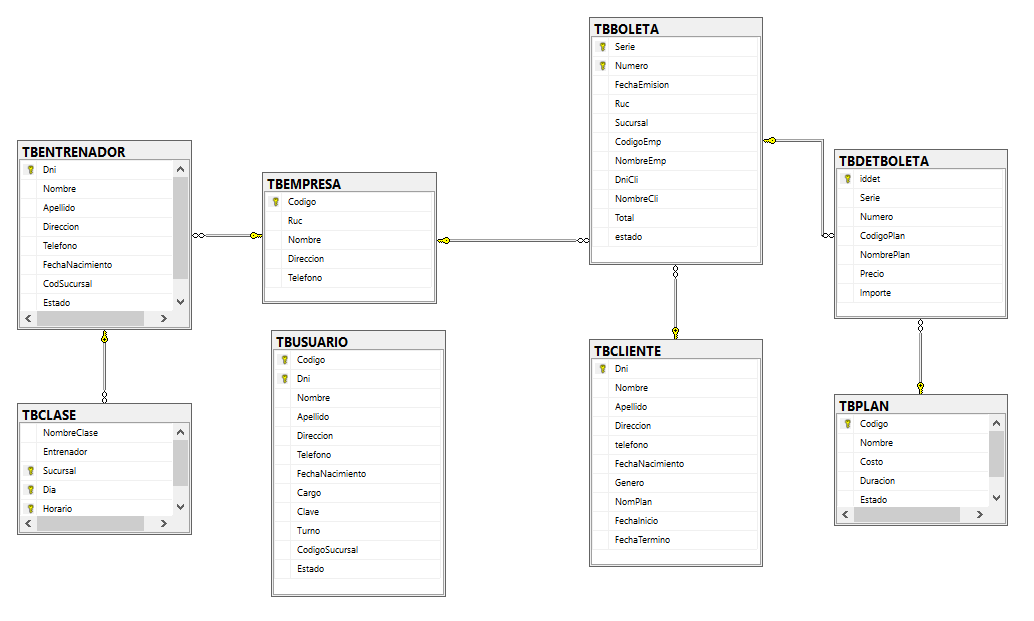 TBENTRENADOR
Dni
Nombre
Apellido
Direccion
Telefono
FechaNacimiento
CodSucursal
Estado
TBCLASE
NombreClase
Entrenador
Sucursal
Dia
Horario
TBEMPRESA
Codigo
Ruc
Nombre
Direccion
Telefono
TBUSUARIO
Codigo
Dni
Nombre
Apellido
Direccion
Telefono
FechaNacimiento
Cargo
Clave
Turno
CodigoSucursal
Estado
TBBOLETA
Serie
Numero
FechaEmision
Ruc
Sucursal
CodigoEmp
NombreEmp
DniCli
NombreCli
Total
estado
TBCLIENTE
Dni
Nombre
Apellido
Direccion
telefono
FechaNacimiento
Genero
NomPlan
FechaInicio
FechaTermino
TBDETBOLETA
iddet
Serie
Numero
CodigoPlan
NombrePlan
Precio
Importe
TBPLAN
Codigo
Nombre
Costo
Duracion
Estado